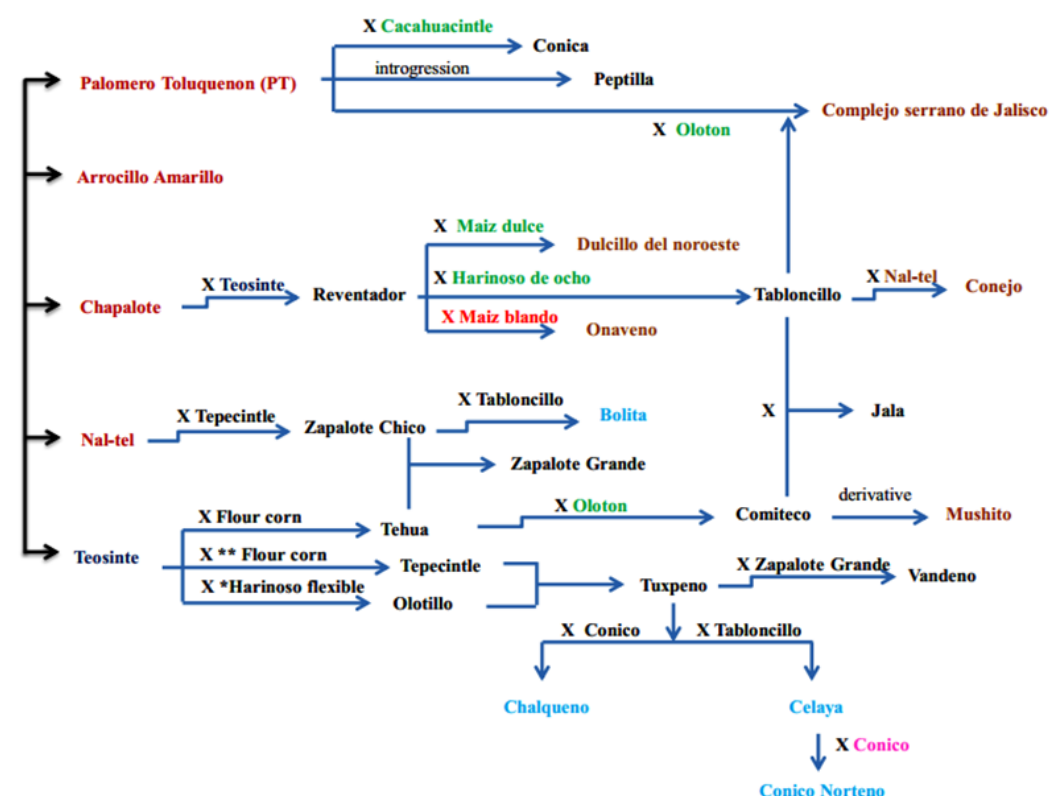 X Cacahuacintle
Conica
introgression
Peptilla
Palomero Toluquenon (PT)
Complejo serrano de Jalisco
X Oloton
Arrocillo Amarillo
X Maiz dulce
Dulcillo del noroeste
X Teosinte
X Harinoso de ocho
X Nal-tel
Chapalote
Reventador
Tabloncillo
Conejo
X Maiz blando
Onaveno
X Tabloncillo
X Tepecintle
Bolita
X
Jala
Nal-tel
Zapalote Chico
Zapalote Grande
X Flour corn
X Oloton
derivative
Tehua
Comiteco
Mushito
Teosinte
X ** Flour corn
Tepecintle
X Zapalote Grande
Vandeno
X *Harinoso flexible
Olotillo
Tuxpeno
X Conico
X Tabloncillo
Chalqueno
Celaya
X Conico
Conico Norteno